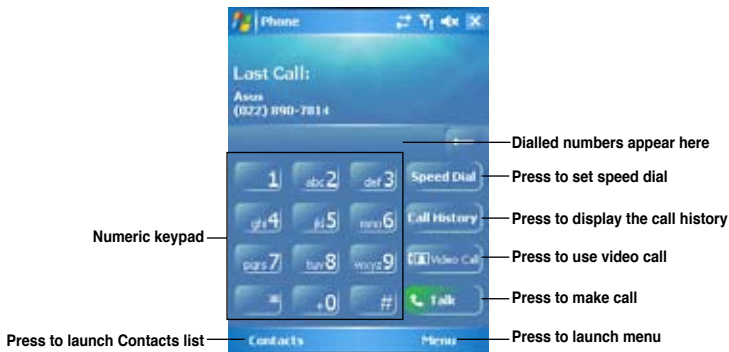 Phone
Last Call:
Asus
(022) 890-7814
Dialled numbers appear here
1
abc 2
def 3
Speed Dial
Press to set speed dial
ghi 4
jkl 5
mno 6
Call History
Press to display the call history
Numeric keypad
pqrs 7
tuv 8
wxyz 9
Video Call
Press to use video call
*
+0
#
Talk
Press to make call
Press to launch Contacts list
Contacts
Menu
Press to launch menu